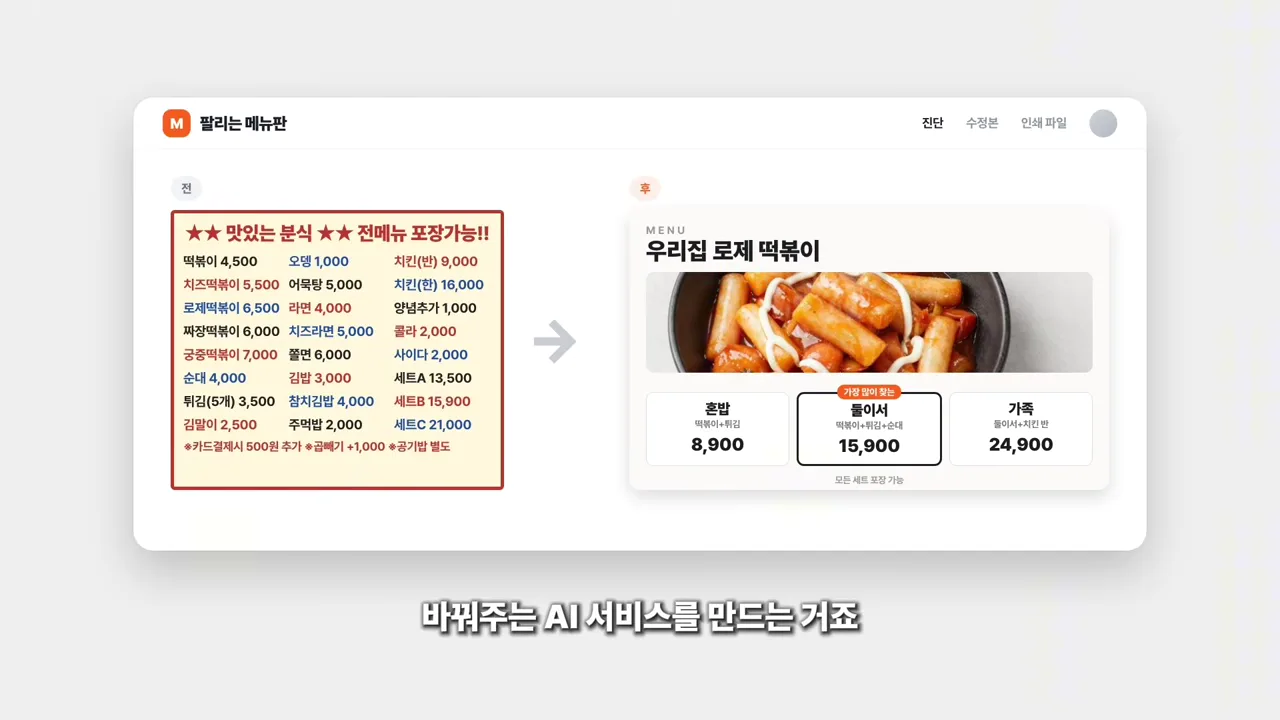 M 팔리는 메뉴판
진단 수정본 인쇄 파일
전
★★ 맛있는 분식 ★★ 전메뉴 포장가능!!
떡볶이 4,500 오뎅 1,000 치킨(반) 9,000
치즈떡볶이 5,500 어묵탕 5,000 치킨(한) 16,000
로제떡볶이 6,500 라면 4,000 양념추가 1,000
짜장떡볶이 6,000 치즈라면 5,000 콜라 2,000
궁중떡볶이 7,000 쫄면 6,000 사이다 2,000
순대 4,000 김밥 3,000 세트A 13,500
튀김(5개) 3,500 참치김밥 4,000 세트B 15,900
김말이 2,500 주먹밥 2,000 세트C 21,000
※카드결제시 500원 추가 ※곱빼기 +1,000 ※공기밥 별도
후
MENU
우리집 로제 떡볶이
혼밥
떡볶이+튀김
8,900
가장 많이 찾는
둘이서
떡볶이+튀김+순대
15,900
가족
둘이서+치킨 반
24,900
모든 세트 포장 가능
바꿔주는 AI 서비스를 만드는 거죠